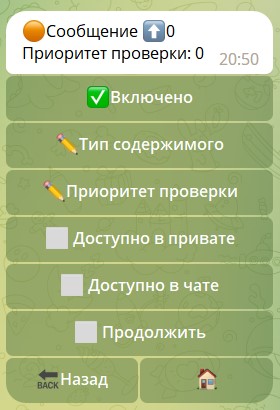 🟠Сообщение ⬆️0
Приоритет проверки: 0
20:50
✅Включено
✏️Тип содержимого
✏️Приоритет проверки
⬜ Доступно в привате
⬜ Доступно в чате
⬜ Продолжить
🔙Назад
🏠